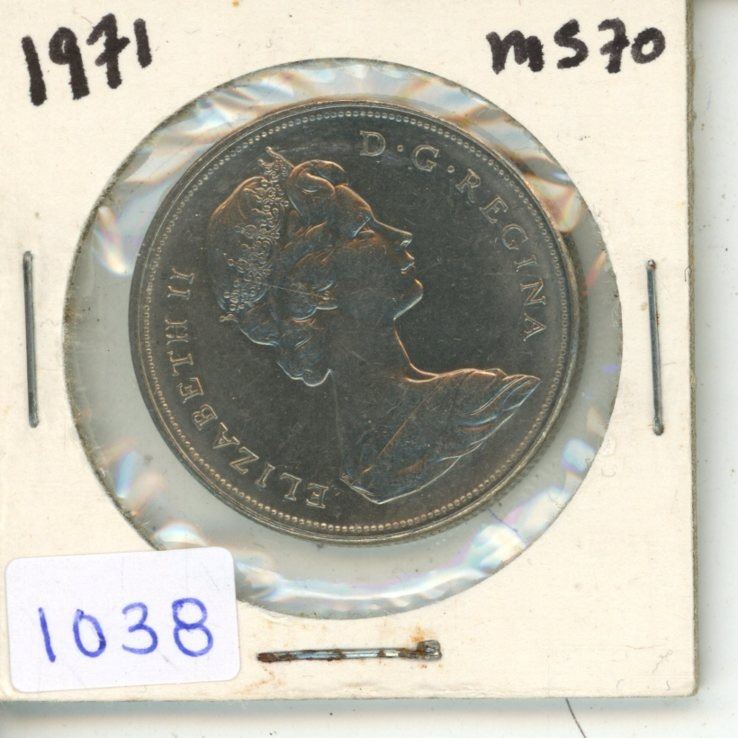 1971 MS70
ELIZABETH II D·G·REGINA
1038